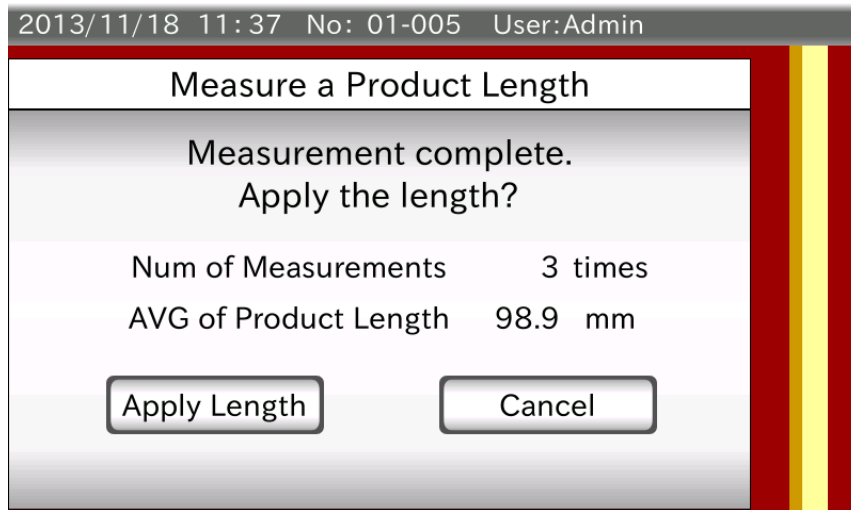 2013/11/18 11:37 No: 01-005 User:Admin
Measure a Product Length
Measurement complete.
Apply the length?
Num of Measurements 3 times
AVG of Product Length 98.9 mm
Apply Length Cancel